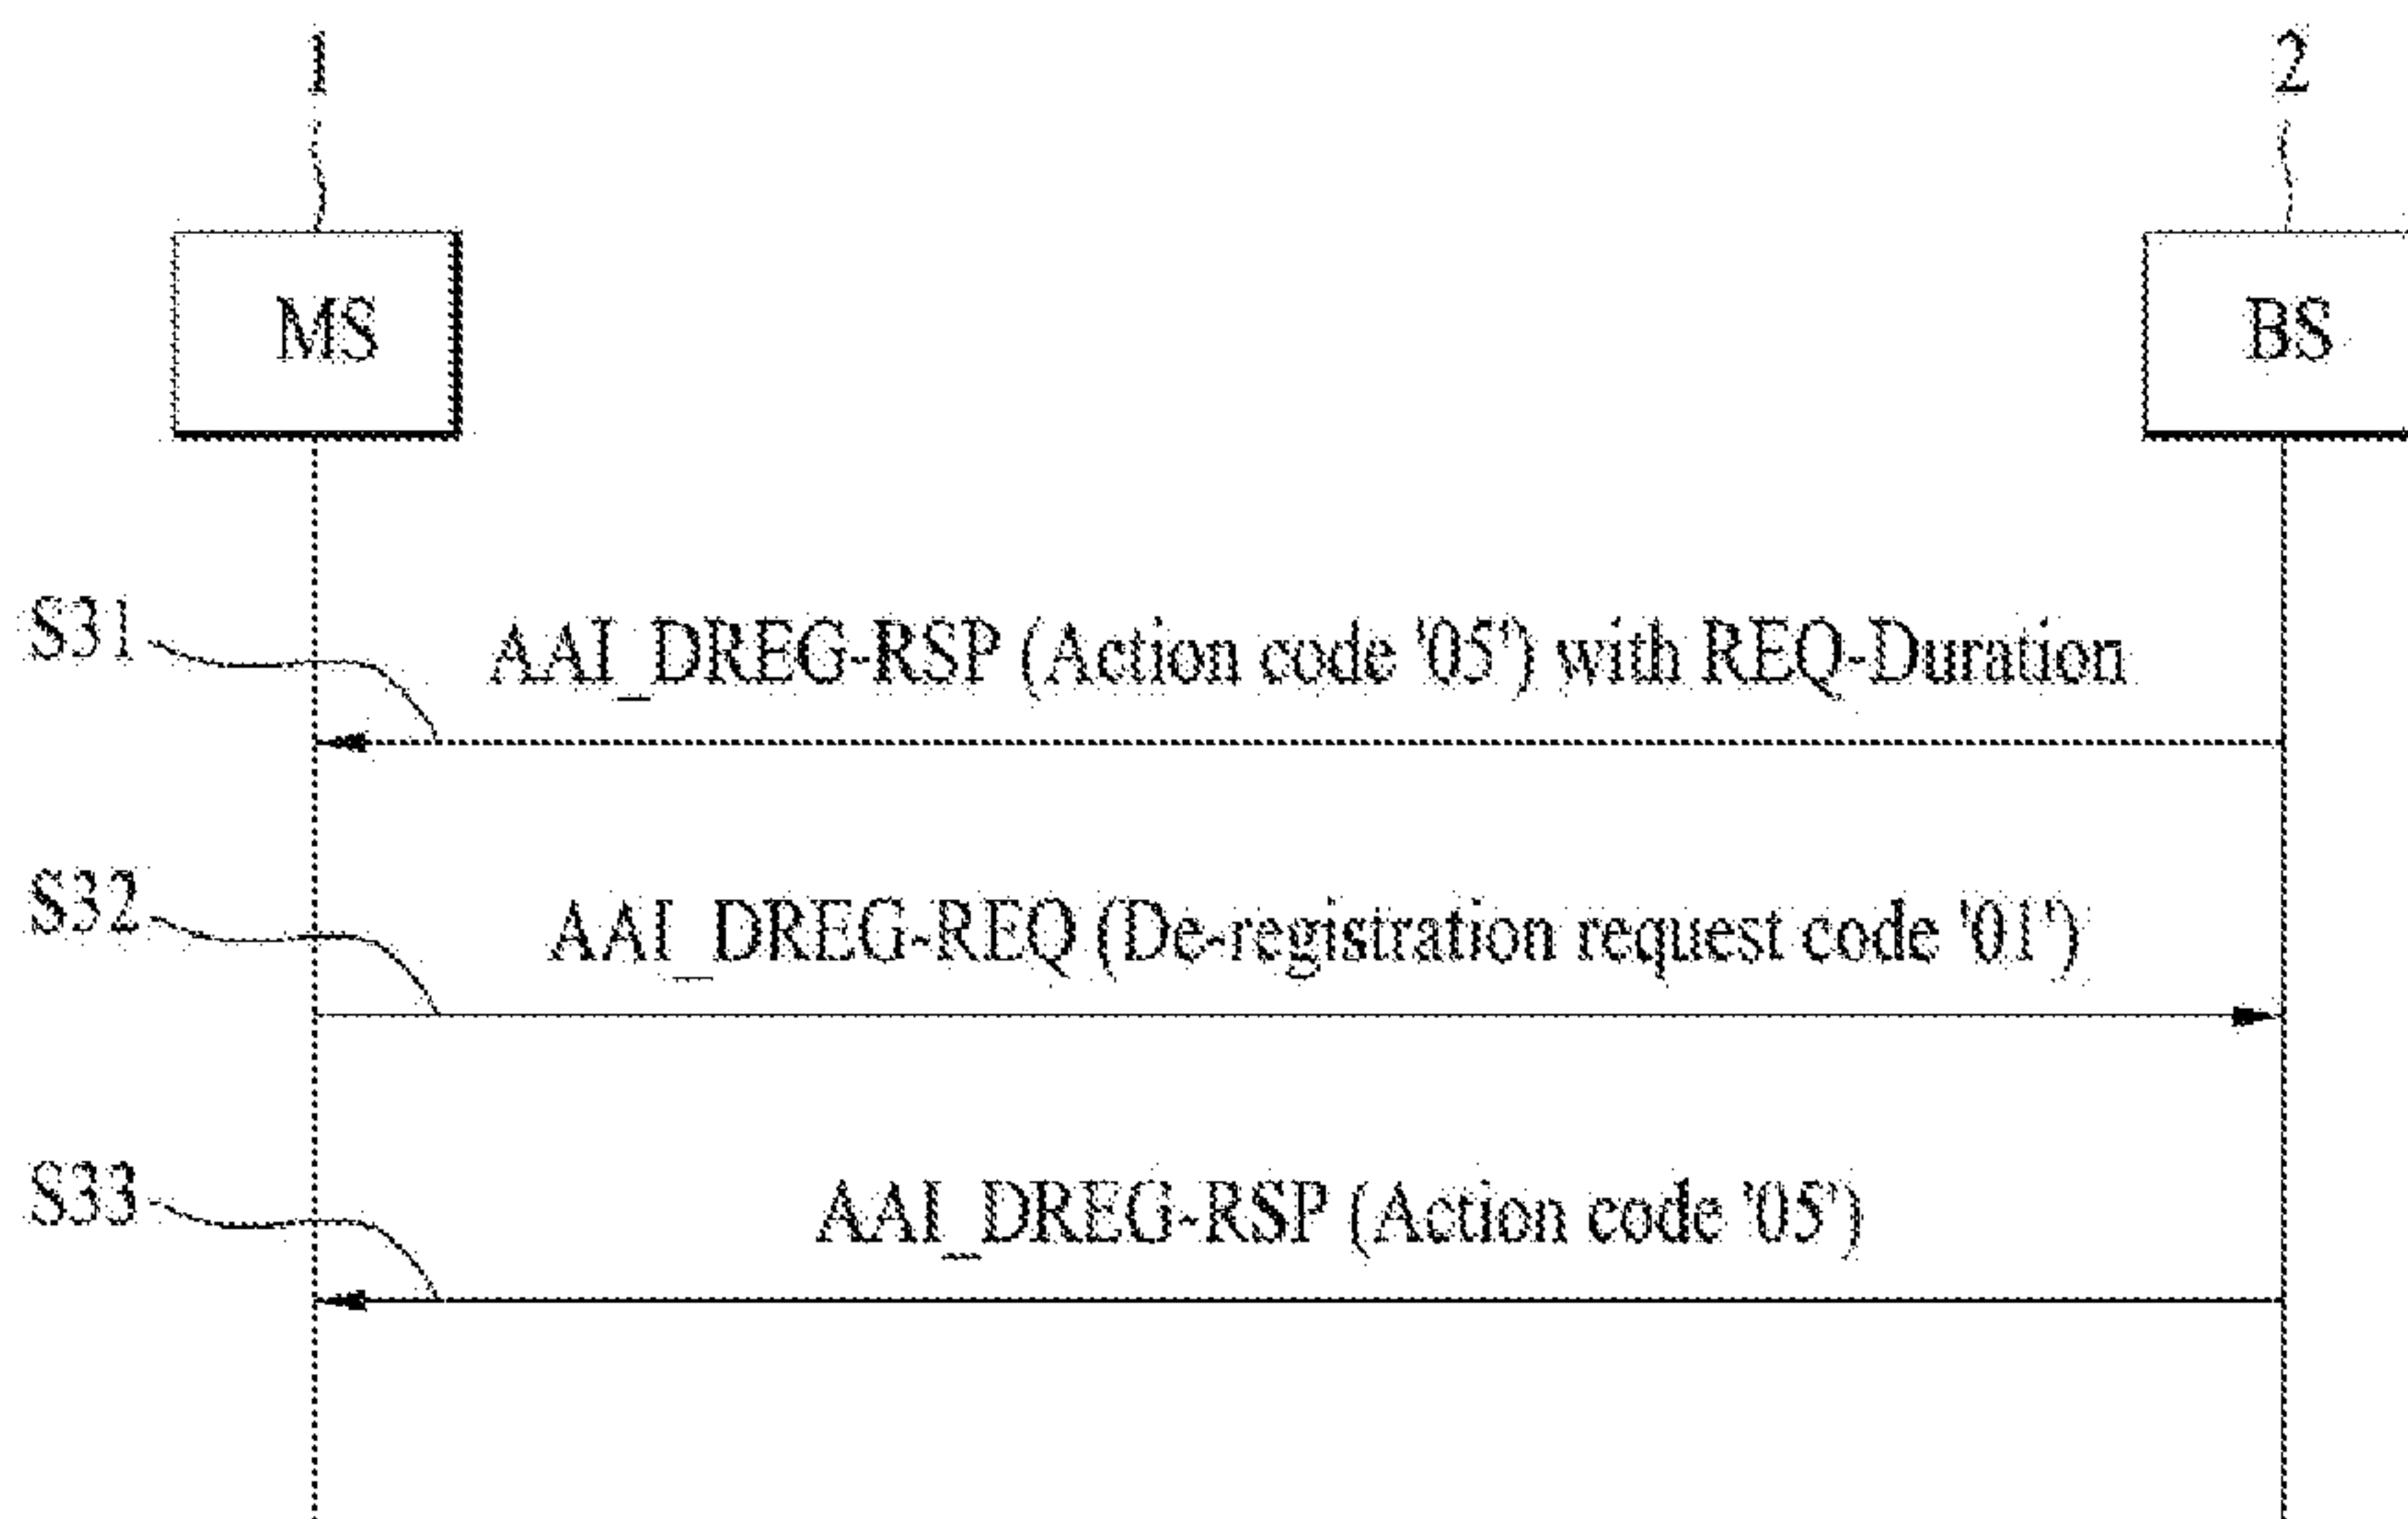 1
2
MS
BS
S31
AAI_DREG-RSP (Action code '05') with REQ-Duration
S32
AAI_DREG-REQ (De-registration request code '01')
S33
AAI_DREG-RSP (Action code '05')